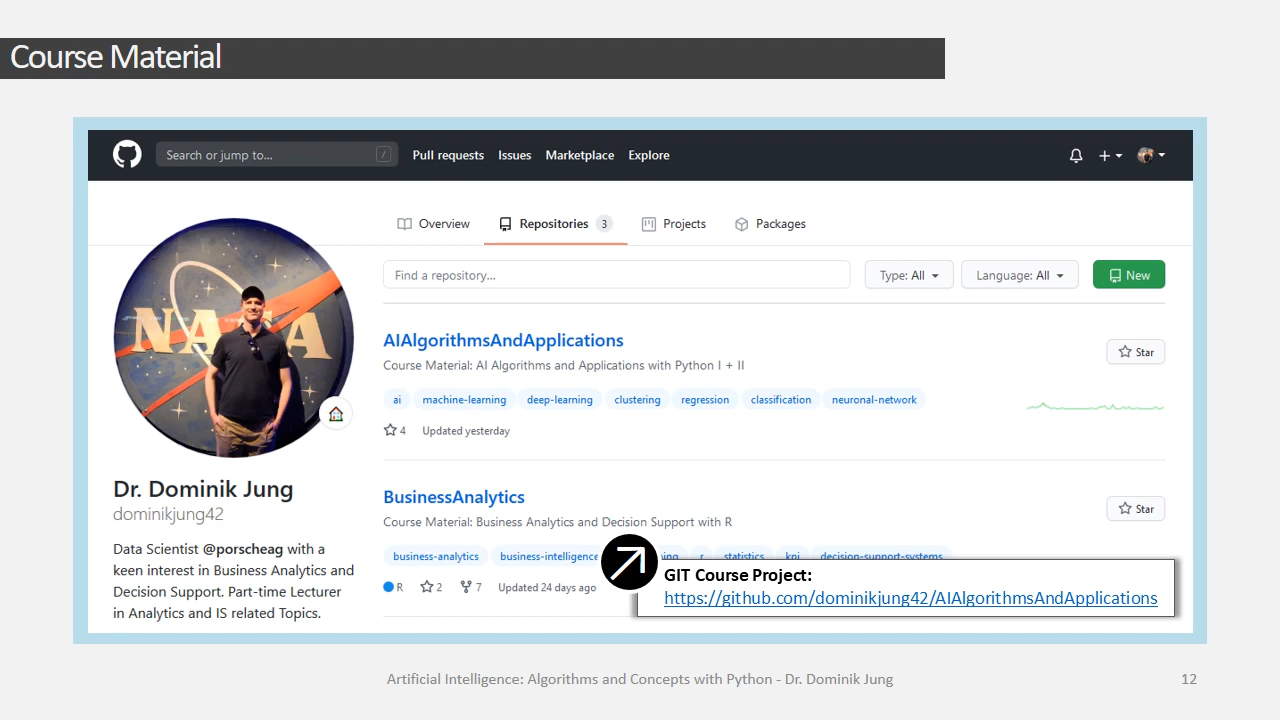 Course Material
Search or jump to... /
Pull requests Issues Marketplace Explore
Overview Repositories 3 Projects Packages
Find a repository... Type: All Language: All New
NASA
AIAlgorithmsAndApplications
Star
Course Material: AI Algorithms and Applications with Python I + II
ai machine-learning deep-learning clustering regression classification neuronal-network
4 Updated yesterday
Dr. Dominik Jung
dominikjung42
Data Scientist @porscheag with a
keen interest in Business Analytics and
Decision Support. Part-time Lecturer
in Analytics and IS related Topics.
BusinessAnalytics
Star
Course Material: Business Analytics and Decision Support with R
business-analytics business-intelligence r statistics kpi decision-support-systems
R 2 7 Updated 24 days ago
GIT Course Project:
https://github.com/dominikjung42/AIAlgorithmsAndApplications
Artificial Intelligence: Algorithms and Concepts with Python - Dr. Dominik Jung 12